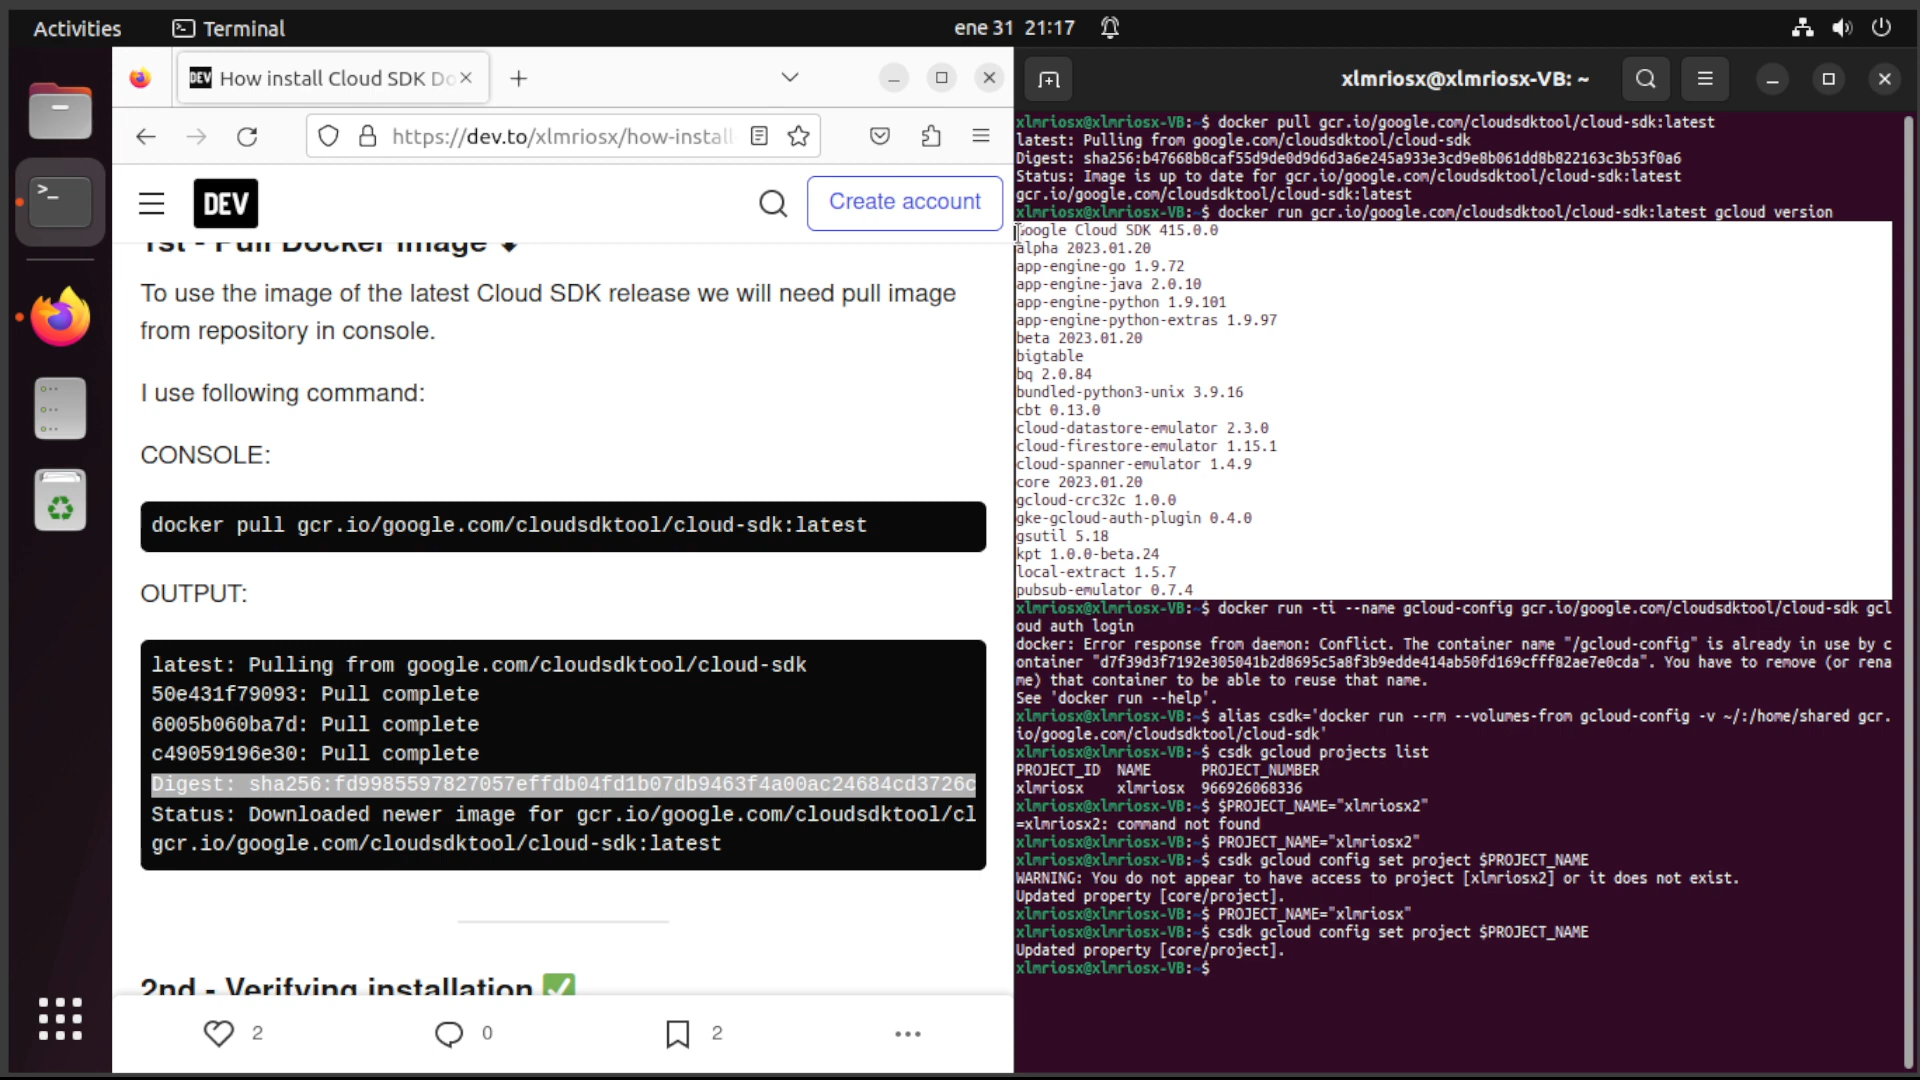 Activities
Terminal
ene 31 21:17
DEV How install Cloud SDK Do
https://dev.to/xlmriosx/how-install
DEV
Create account
1st - Pull Docker Image
To use the image of the latest Cloud SDK release we will need pull image
from repository in console.
I use following command:
CONSOLE:
docker pull gcr.io/google.com/cloudsdktool/cloud-sdk:latest
OUTPUT:
latest: Pulling from google.com/cloudsdktool/cloud-sdk
50e431f79093: Pull complete
6005b060ba7d: Pull complete
c49059196e30: Pull complete
Digest: sha256:fd9985597827057effdb04fd1b07db9463f4a00ac24684cd3726c
Status: Downloaded newer image for gcr.io/google.com/cloudsdktool/cl
gcr.io/google.com/cloudsdktool/cloud-sdk:latest
2nd - Verifying installation ✅
2
0
2
xlmriosx@xlmriosx-VB: ~
xlmriosx@xlmriosx-VB:~$ docker pull gcr.io/google.com/cloudsdktool/cloud-sdk:latest
latest: Pulling from google.com/cloudsdktool/cloud-sdk
Digest: sha256:b47668b8caf55d9de0d9d6d3a6e245a933e3cd9e8b061dd8b822163c3b53f0a6
Status: Image is up to date for gcr.io/google.com/cloudsdktool/cloud-sdk:latest
gcr.io/google.com/cloudsdktool/cloud-sdk:latest
xlmriosx@xlmriosx-VB:~$ docker run gcr.io/google.com/cloudsdktool/cloud-sdk:latest gcloud version
Google Cloud SDK 415.0.0
alpha 2023.01.20
app-engine-go 1.9.72
app-engine-java 2.0.10
app-engine-python 1.9.101
app-engine-python-extras 1.9.97
beta 2023.01.20
bigtable
bq 2.0.84
bundled-python3-unix 3.9.16
cbt 0.13.0
cloud-datastore-emulator 2.3.0
cloud-firestore-emulator 1.15.1
cloud-spanner-emulator 1.4.9
core 2023.01.20
gcloud-crc32c 1.0.0
gke-gcloud-auth-plugin 0.4.0
gsutil 5.18
kpt 1.0.0-beta.24
local-extract 1.5.7
pubsub-emulator 0.7.4
xlmriosx@xlmriosx-VB:~$ docker run -ti --name gcloud-config gcr.io/google.com/cloudsdktool/cloud-sdk gcl
oud auth login
docker: Error response from daemon: Conflict. The container name "/gcloud-config" is already in use by c
ontainer "d7f39d3f7192e305041b2d8695c5a8f3b9edde414ab50fd169cfff82ae7e0cda". You have to remove (or rena
me) that container to be able to reuse that name.
See 'docker run --help'.
xlmriosx@xlmriosx-VB:~$ alias csdk='docker run --rm --volumes-from gcloud-config -v ~/:/home/shared gcr.
io/google.com/cloudsdktool/cloud-sdk'
xlmriosx@xlmriosx-VB:~$ csdk gcloud projects list
PROJECT_ID NAME PROJECT_NUMBER
xlmriosx xlmriosx 966926068336
xlmriosx@xlmriosx-VB:~$ $PROJECT_NAME="xlmriosx2"
=xlmriosx2: command not found
xlmriosx@xlmriosx-VB:~$ PROJECT_NAME="xlmriosx2"
xlmriosx@xlmriosx-VB:~$ csdk gcloud config set project $PROJECT_NAME
WARNING: You do not appear to have access to project [xlmriosx2] or it does not exist.
Updated property [core/project].
xlmriosx@xlmriosx-VB:~$ PROJECT_NAME="xlmriosx"
xlmriosx@xlmriosx-VB:~$ csdk gcloud config set project $PROJECT_NAME
Updated property [core/project].
xlmriosx@xlmriosx-VB:~$